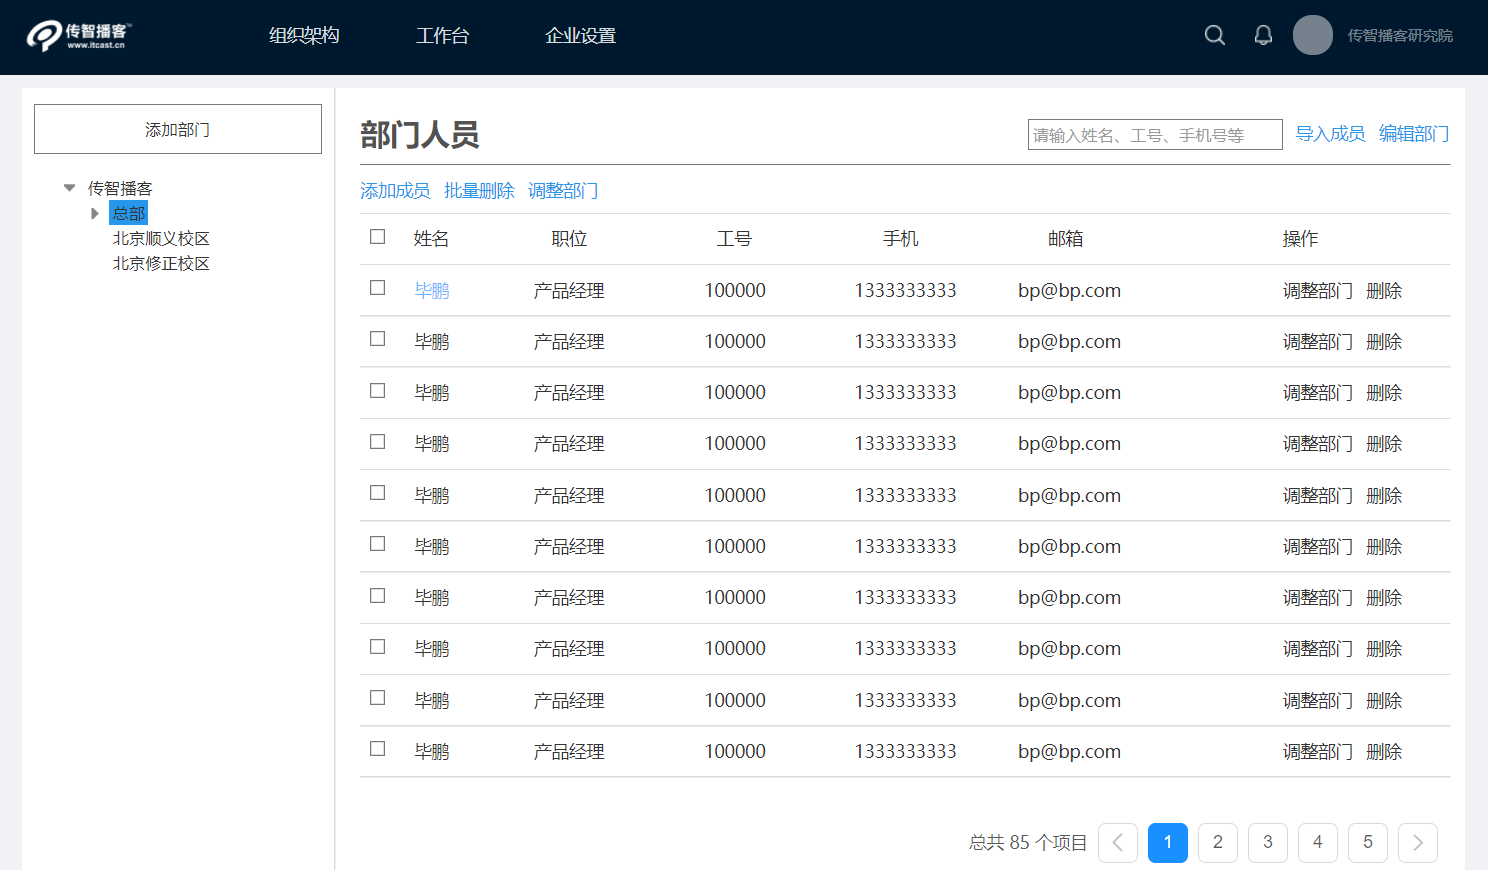 传智播客™ 组织架构 工作台 企业设置 传智播客研究院
www.itcast.cn
添加部门
传智播客
总部
北京顺义校区
北京修正校区
部门人员 请输入姓名、工号、手机号等 导入成员 编辑部门
添加成员 批量删除 调整部门
姓名 职位 工号 手机 邮箱 操作
毕鹏 产品经理 100000 1333333333 bp@bp.com 调整部门 删除
毕鹏 产品经理 100000 1333333333 bp@bp.com 调整部门 删除
毕鹏 产品经理 100000 1333333333 bp@bp.com 调整部门 删除
毕鹏 产品经理 100000 1333333333 bp@bp.com 调整部门 删除
毕鹏 产品经理 100000 1333333333 bp@bp.com 调整部门 删除
毕鹏 产品经理 100000 1333333333 bp@bp.com 调整部门 删除
毕鹏 产品经理 100000 1333333333 bp@bp.com 调整部门 删除
毕鹏 产品经理 100000 1333333333 bp@bp.com 调整部门 删除
毕鹏 产品经理 100000 1333333333 bp@bp.com 调整部门 删除
毕鹏 产品经理 100000 1333333333 bp@bp.com 调整部门 删除
总共 85 个项目 1 2 3 4 5